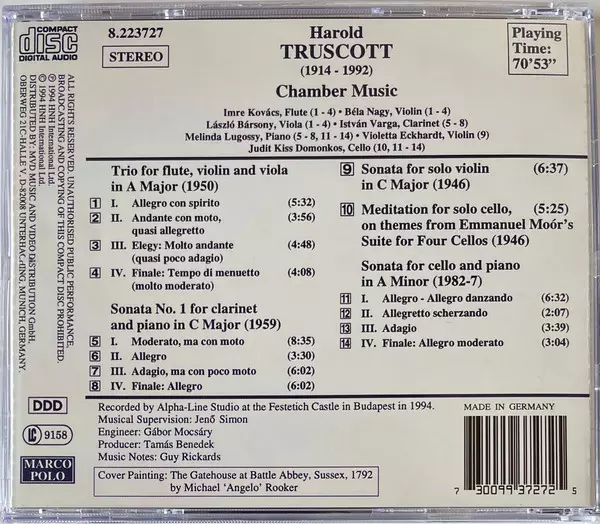 COMPACT
disc
DIGITAL AUDIO
8.223727
STEREO
Harold
TRUSCOTT
(1914 - 1992)
Chamber Music
Playing
Time:
70'53"
Imre Kovács, Flute (1 - 4) • Béla Nagy, Violin (1 - 4)
László Bársony, Viola (1 - 4) • István Varga, Clarinet (5 - 8)
Melinda Lugossy, Piano (5 - 8, 11 - 14) • Violetta Eckhardt, Violin (9)
Judit Kiss Domonkos, Cello (10, 11 - 14)
Trio for flute, violin and viola
in A Major (1950)
1 I. Allegro con spirito (5:32)
2 II. Andante con moto, (3:56)
quasi allegretto
3 III. Elegy: Molto andante (4:48)
(quasi poco adagio)
4 IV. Finale: Tempo di menuetto (4:08)
(molto moderato)
Sonata No. 1 for clarinet
and piano in C Major (1959)
5 I. Moderato, ma con moto (8:35)
6 II. Allegro (3:30)
7 III. Adagio, ma con poco moto (6:02)
8 IV. Finale: Allegro (6:02)
9 Sonata for solo violin (6:37)
in C Major (1946)
10 Meditation for solo cello, (5:25)
on themes from Emmanuel Moór's
Suite for Four Cellos (1946)
Sonata for cello and piano
in A Minor (1982-7)
11 I. Allegro - Allegro danzando (6:32)
12 II. Allegretto scherzando (2:07)
13 III. Adagio (3:39)
14 IV. Finale: Allegro moderato (3:04)
ALL RIGHTS RESERVED. UNAUTHORISED PUBLIC PERFORMANCE,
BROADCASTING AND COPYING OF THIS COMPACT DISC PROHIBITED.
℗ 1994 HNH International Ltd.
© 1994 HNH International Ltd.
DISTRIBUTED BY: MVD MUSIC AND VIDEO DISTRIBUTION GmbH,
OBERWEG 21C-HALLE V, D-82008 UNTERHACHING, MUNICH, GERMANY.
DDD
LC 9158
MARCO
POLO
Recorded by Alpha-Line Studio at the Festetich Castle in Budapest in 1994.
Musical Supervision: Jenő Simon
Engineer: Gábor Mocsáry
Producer: Tamás Benedek
Music Notes: Guy Rickards
Cover Painting: The Gatehouse at Battle Abbey, Sussex, 1792
by Michael 'Angelo' Rooker
MADE IN GERMANY
7 30099 37272 5